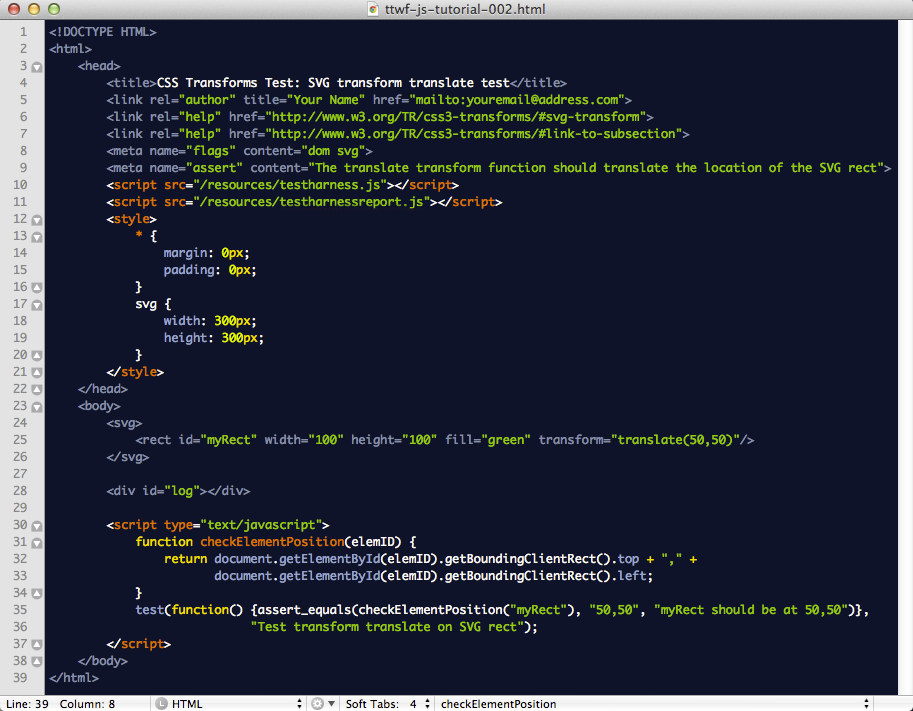 ttwf-js-tutorial-002.html
1 <!DOCTYPE HTML>
2 <html>
3     <head>
4         <title>CSS Transforms Test: SVG transform translate test</title>
5         <link rel="author" title="Your Name" href="mailto:youremail@address.com">
6         <link rel="help" href="http://www.w3.org/TR/css3-transforms/#svg-transform">
7         <link rel="help" href="http://www.w3.org/TR/css3-transforms/#link-to-subsection">
8         <meta name="flags" content="dom svg">
9         <meta name="assert" content="The translate transform function should translate the location of the SVG rect">
10         <script src="/resources/testharness.js"></script>
11         <script src="/resources/testharnessreport.js"></script>
12         <style>
13             * {
14                 margin: 0px;
15                 padding: 0px;
16             }
17             svg {
18                 width: 300px;
19                 height: 300px;
20             }
21         </style>
22     </head>
23     <body>
24         <svg>
25             <rect id="myRect" width="100" height="100" fill="green" transform="translate(50,50)"/>
26         </svg>
27
28         <div id="log"></div>
29
30         <script type="text/javascript">
31             function checkElementPosition(elemID) {
32                 return document.getElementById(elemID).getBoundingClientRect().top + "," +
33                        document.getElementById(elemID).getBoundingClientRect().left;
34             }
35             test(function() {assert_equals(checkElementPosition("myRect"), "50,50", "myRect should be at 50,50")},
36                             "Test transform translate on SVG rect");
37         </script>
38     </body>
39 </html>
Line: 39 Column: 8 L HTML Soft Tabs: 4 checkElementPosition